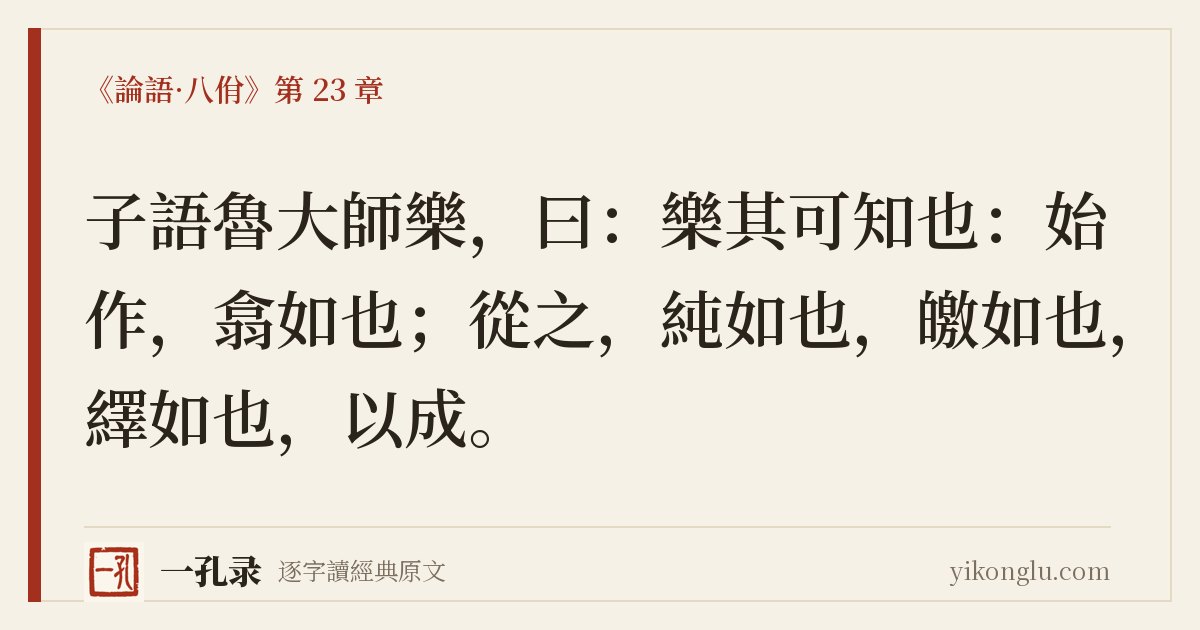 《論語·八佾》第 23 章
子語魯大師樂，曰：樂其可知也：始
作，翕如也；從之，純如也，皦如也，
繹如也，以成。
一孔
一孔录 逐字讀經典原文
yikonglu.com